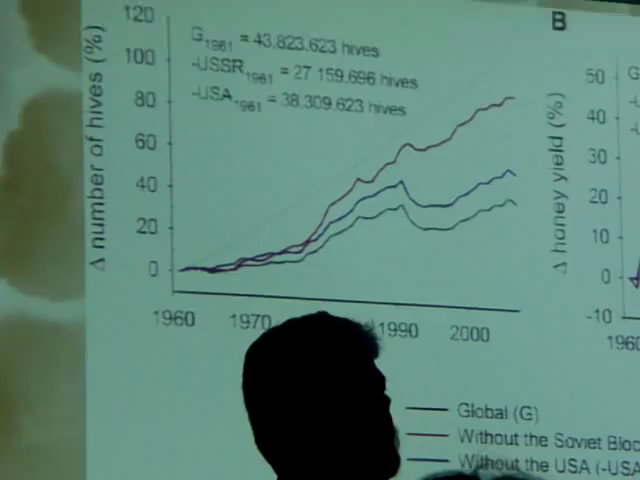 B
120
100
80
60
40
20
0
Δ number of hives (%)
G1961 = 43.823.623 hives
-USSR1961 = 27 159.696 hives
-USA1961 = 38.309.623 hives
1960 1970 1990 2000
50
40
30
20
10
0
-10
Δ honey yield (%)
G
-U
-U
1960
Global (G)
Without the Soviet Bloc
Without the USA (-USA